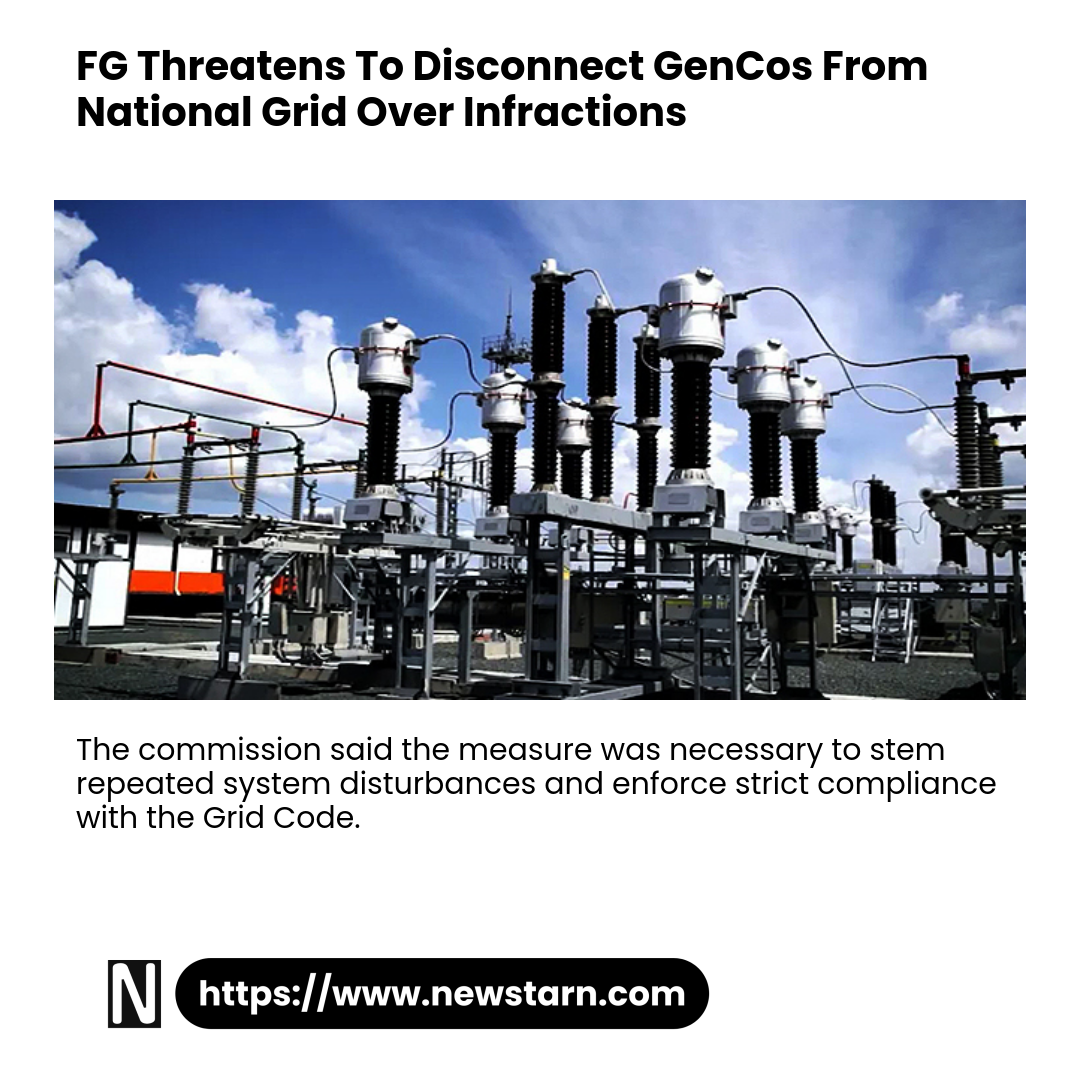 FG Threatens To Disconnect GenCos From
National Grid Over Infractions
The commission said the measure was necessary to stem
repeated system disturbances and enforce strict compliance
with the Grid Code.
N
https://www.newstarn.com